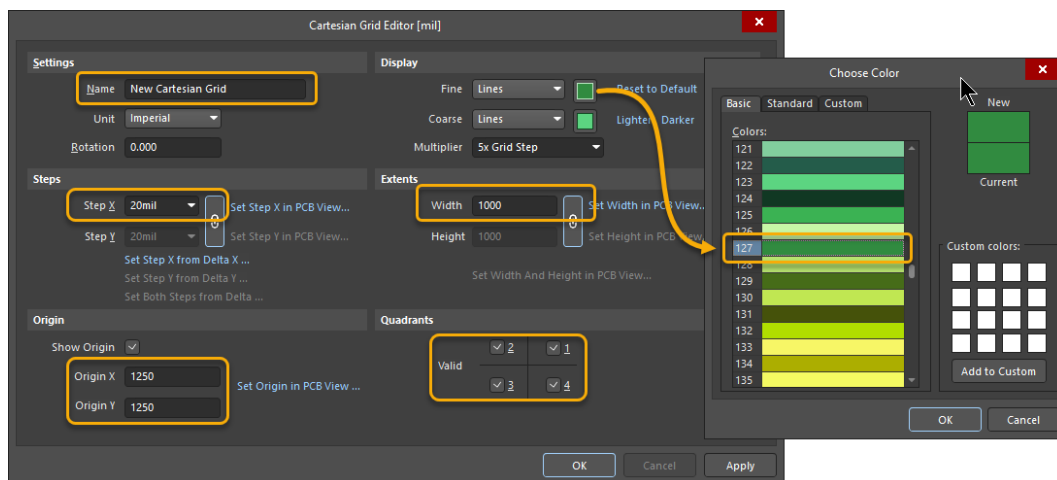 Cartesian Grid Editor [mil]
Settings
Name New Cartesian Grid
Unit Imperial
Rotation 0.000
Steps
Step X 20mil Set Step X in PCB View...
Step Y 20mil Set Step Y in PCB View...
Set Step X from Delta X ...
Set Step Y from Delta Y ...
Set Both Steps from Delta ...
Origin
Show Origin
Origin X 1250
Set Origin in PCB View ...
Origin Y 1250
Display
Fine Lines Reset to Default
Coarse Lines Lighter Darker
Multiplier 5x Grid Step
Extents
Width 1000 Set Width in PCB View..
Height 1000 Set Height in PCB View..
Set Width And Height in PCB View...
Quadrants
Valid
2 1
3 4
OK Cancel Apply
Choose Color
Basic Standard Custom
Colors:
121
122
123
124
125
126
127
128
129
130
131
132
133
134
135
New
Current
Custom colors:
Add to Custom
OK Cancel